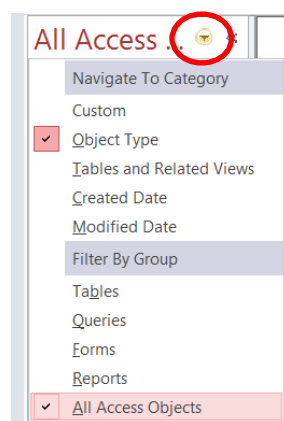 All Access ... «
Navigate To Category
Custom
Object Type
Tables and Related Views
Created Date
Modified Date
Filter By Group
Tables
Queries
Forms
Reports
All Access Objects